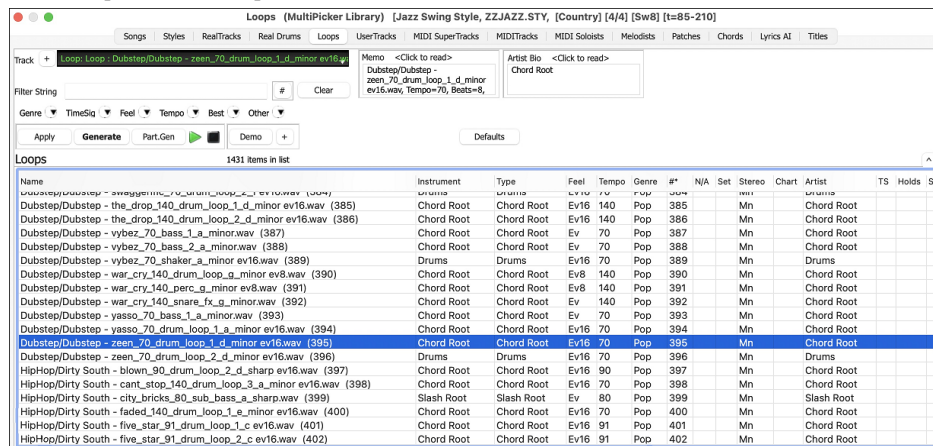 Loops (MultiPicker Library) [Jazz Swing Style, ZZJAZZ.STY, [Country] [4/4] [Sw8] [t=85-210]
Songs Styles RealTracks Real Drums Loops UserTracks MIDI SuperTracks MIDITracks MIDI Soloists Melodists Patches Chords Lyrics AI Titles
Track + Loop: Loop : Dubstep/Dubstep - zeen_70_drum_loop_1_d_minor ev16.wav
Memo <Click to read> Artist Bio <Click to read>
Dubstep/Dubstep - Chord Root
zeen_70_drum_loop_1_d_minor
ev16.wav, Tempo=70, Beats=8,
Filter String # Clear
Genre TimeSig Feel Tempo Best Other
Apply Generate Part.Gen Demo + Defaults
Loops 1431 items in list
Name Instrument Type Feel Tempo Genre #* N/A Set Stereo Chart Artist TS Holds S
Dubstep/Dubstep - swaggerific_70_drum_loop_2_f ev16.wav (384) Drums Drums Ev16 70 Pop 384 Mn Drums
Dubstep/Dubstep - the_drop_140_drum_loop_1_d_minor ev16.wav (385) Chord Root Chord Root Ev16 140 Pop 385 Mn Chord Root
Dubstep/Dubstep - the_drop_140_drum_loop_2_d_minor ev16.wav (386) Chord Root Chord Root Ev16 140 Pop 386 Mn Chord Root
Dubstep/Dubstep - vybez_70_bass_1_a_minor.wav (387) Chord Root Chord Root Ev 70 Pop 387 Mn Chord Root
Dubstep/Dubstep - vybez_70_bass_2_a_minor.wav (388) Chord Root Chord Root Ev 70 Pop 388 Mn Chord Root
Dubstep/Dubstep - vybez_70_shaker_a_minor ev16.wav (389) Drums Drums Ev16 70 Pop 389 Mn Drums
Dubstep/Dubstep - war_cry_140_drum_loop_g_minor ev8.wav (390) Chord Root Chord Root Ev8 140 Pop 390 Mn Chord Root
Dubstep/Dubstep - war_cry_140_perc_g_minor ev8.wav (391) Chord Root Chord Root Ev8 140 Pop 391 Mn Chord Root
Dubstep/Dubstep - war_cry_140_snare_fx_g_minor.wav (392) Chord Root Chord Root Ev 140 Pop 392 Mn Chord Root
Dubstep/Dubstep - yasso_70_bass_1_a_minor.wav (393) Chord Root Chord Root Ev 70 Pop 393 Mn Chord Root
Dubstep/Dubstep - yasso_70_drum_loop_1_a_minor ev16.wav (394) Chord Root Chord Root Ev16 70 Pop 394 Mn Chord Root
Dubstep/Dubstep - zeen_70_drum_loop_1_d_minor ev16.wav (395) Chord Root Chord Root Ev16 70 Pop 395 Mn Chord Root
Dubstep/Dubstep - zeen_70_drum_loop_2_d_minor ev16.wav (396) Drums Drums Ev16 70 Pop 396 Mn Drums
HipHop/Dirty South - blown_90_drum_loop_2_d_sharp ev16.wav (397) Chord Root Chord Root Ev16 90 Pop 397 Mn Chord Root
HipHop/Dirty South - cant_stop_140_drum_loop_3_a_minor ev16.wav (398) Chord Root Chord Root Ev16 70 Pop 398 Mn Chord Root
HipHop/Dirty South - city_bricks_80_sub_bass_a_sharp.wav (399) Slash Root Slash Root Ev 80 Pop 399 Mn Slash Root
HipHop/Dirty South - faded_140_drum_loop_1_e_minor ev16.wav (400) Chord Root Chord Root Ev16 70 Pop 400 Mn Chord Root
HipHop/Dirty South - five_star_91_drum_loop_1_c ev16.wav (401) Chord Root Chord Root Ev16 91 Pop 401 Mn Chord Root
HipHop/Dirty South - five_star_91_drum_loop_2_c ev16.wav (402) Chord Root Chord Root Ev16 91 Pop 402 Mn Chord Root